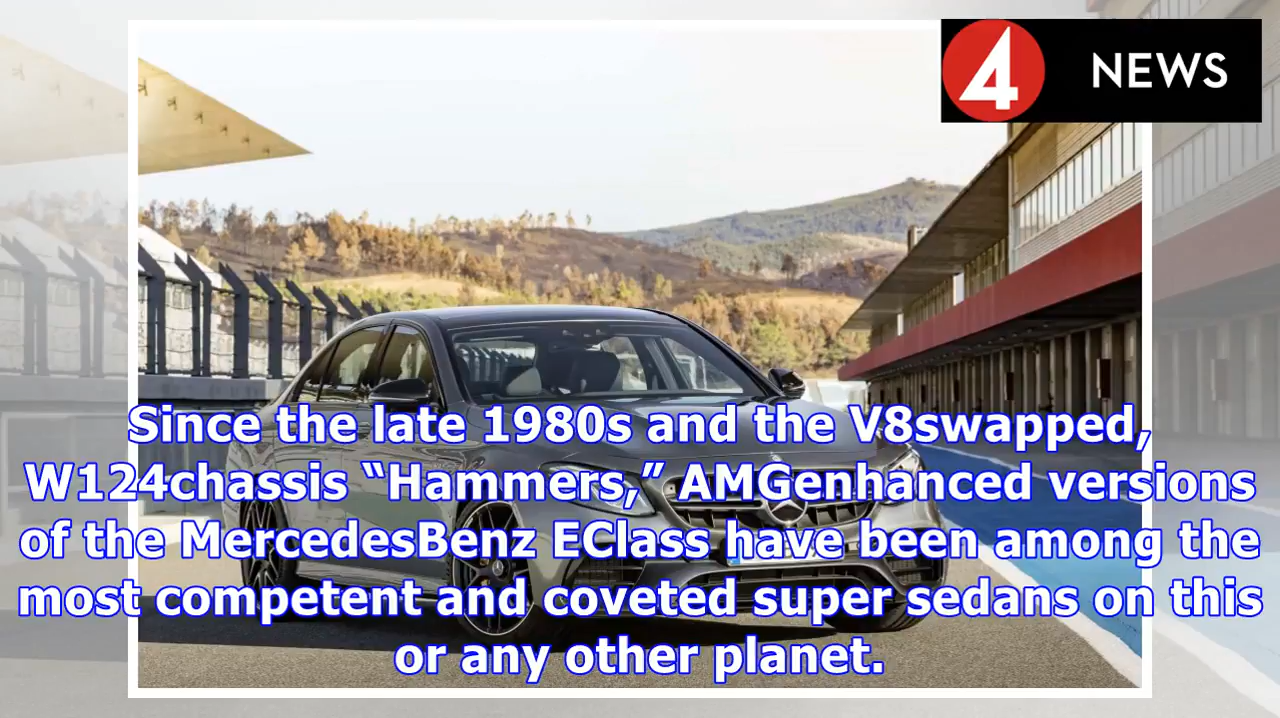 4 NEWS
Since the late 1980s and the V8swapped,
W124chassis “Hammers,” AMGenhanced versions
of the MercedesBenz EClass have been among the
most competent and coveted super sedans on this
or any other planet.